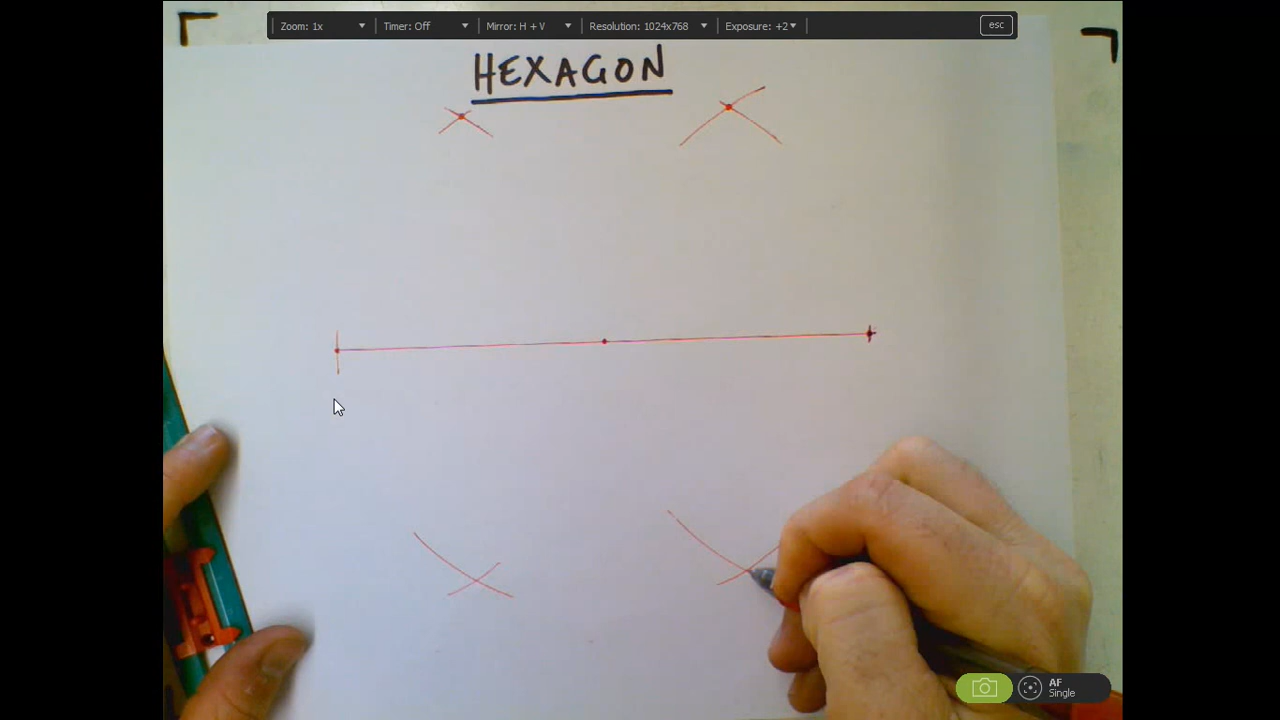 Zoom: 1x Timer: Off Mirror: H + V Resolution: 1024x768 Exposure: +2 esc
HEXAGON
AF
Single